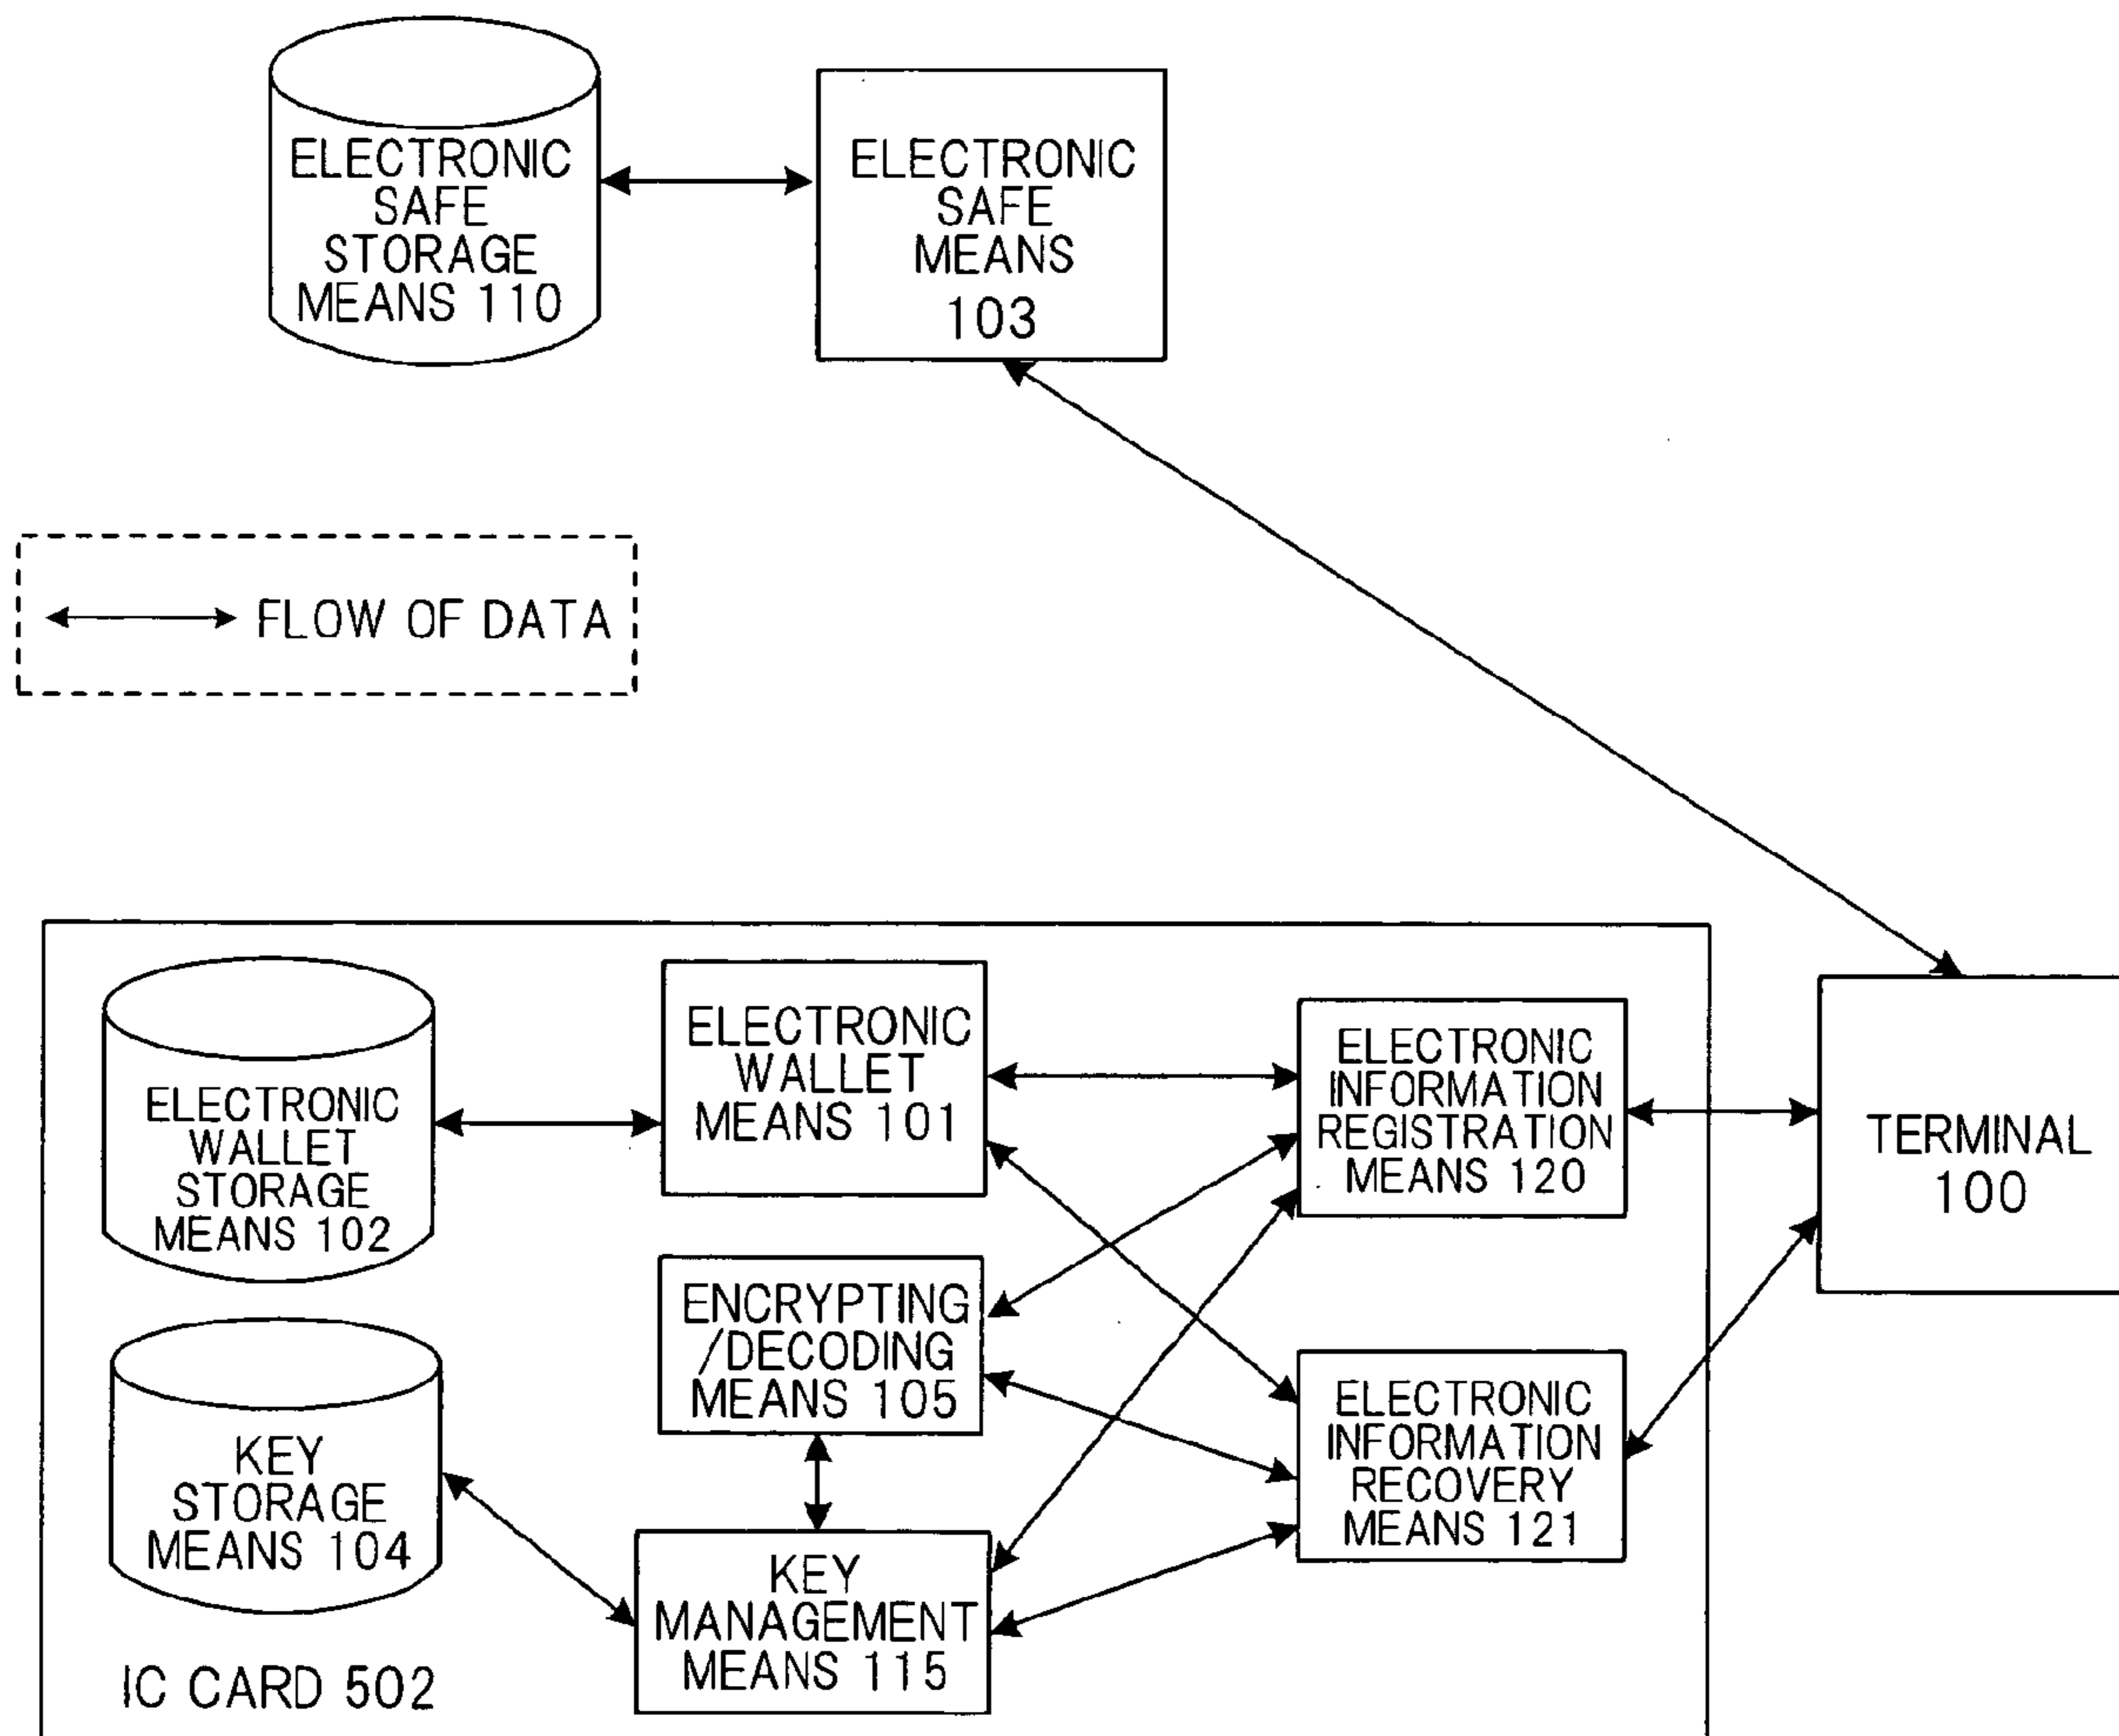 ELECTRONIC
SAFE
STORAGE
MEANS 110
ELECTRONIC
SAFE
MEANS
103
FLOW OF DATA
ELECTRONIC
WALLET
STORAGE
MEANS 102
ELECTRONIC
WALLET
MEANS 101
ELECTRONIC
INFORMATION
REGISTRATION
MEANS 120
TERMINAL
100
ENCRYPTING
/DECODING
MEANS 105
KEY
STORAGE
MEANS 104
ELECTRONIC
INFORMATION
RECOVERY
MEANS 121
KEY
MANAGEMENT
MEANS 115
IC CARD 502